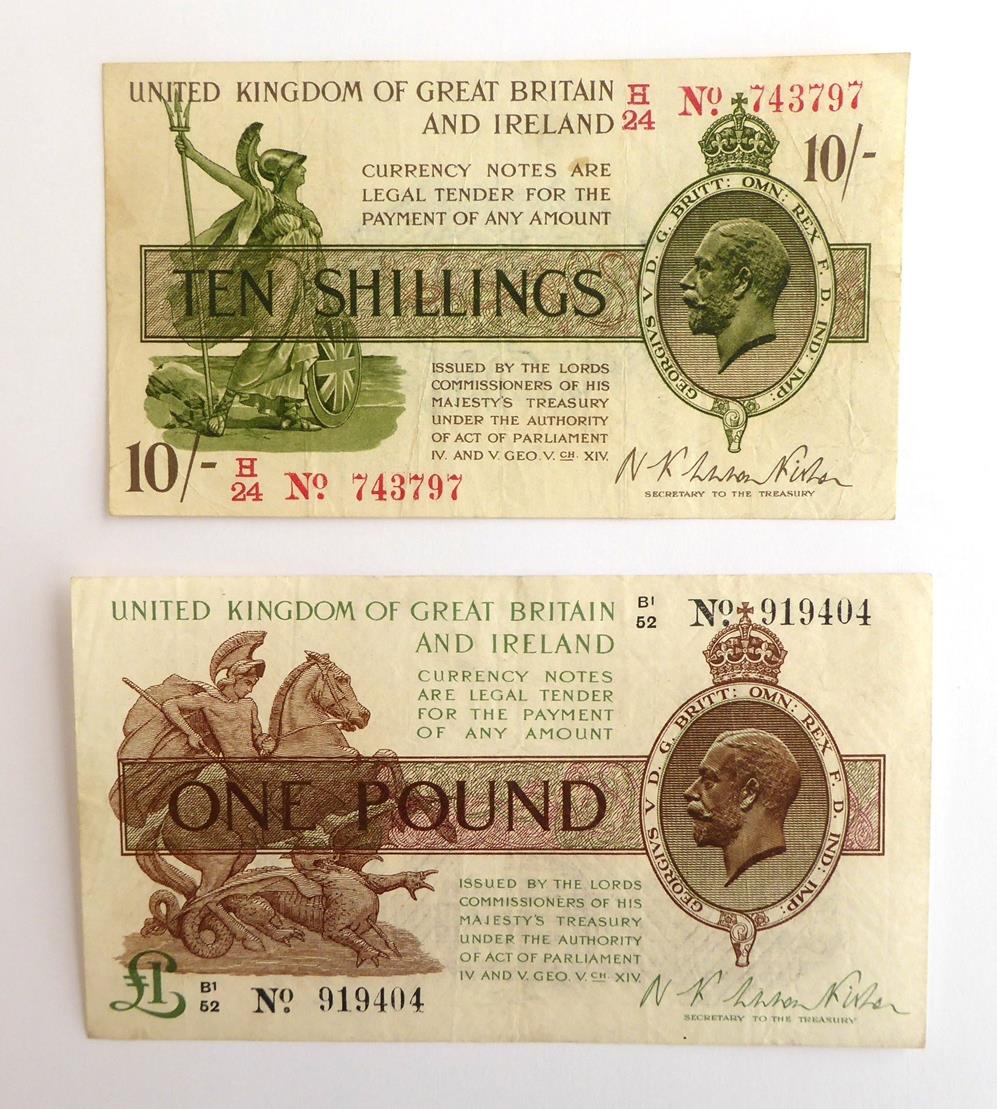 UNITED KINGDOM OF GREAT BRITAIN
AND IRELAND
H
24
No 743797
10/-
CURRENCY NOTES ARE
LEGAL TENDER FOR THE
PAYMENT OF ANY AMOUNT
TEN SHILLINGS
GEORGIVS V D. G. BRITT: OMN: REX F. D. IND: IMP:
ISSUED BY THE LORDS
COMMISSIONERS OF HIS
MAJESTY'S TREASURY
UNDER THE AUTHORITY
OF ACT OF PARLIAMENT
IV. AND V. GEO. V. CH. XIV.
SECRETARY TO THE TREASURY
10/-
H
24
No 743797
UNITED KINGDOM OF GREAT BRITAIN
AND IRELAND
B1
52
No 919404
CURRENCY NOTES
ARE LEGAL TENDER
FOR THE PAYMENT
OF ANY AMOUNT
ONE POUND
GEORGIVS V D. G. BRITT: OMN: REX F. D. IND: IMP:
ISSUED BY THE LORDS
COMMISSIONERS OF HIS
MAJESTY'S TREASURY
UNDER THE AUTHORITY
OF ACT OF PARLIAMENT
IV AND V. GEO. V. CH. XIV.
SECRETARY TO THE TREASURY
£1
B1
52
No 919404